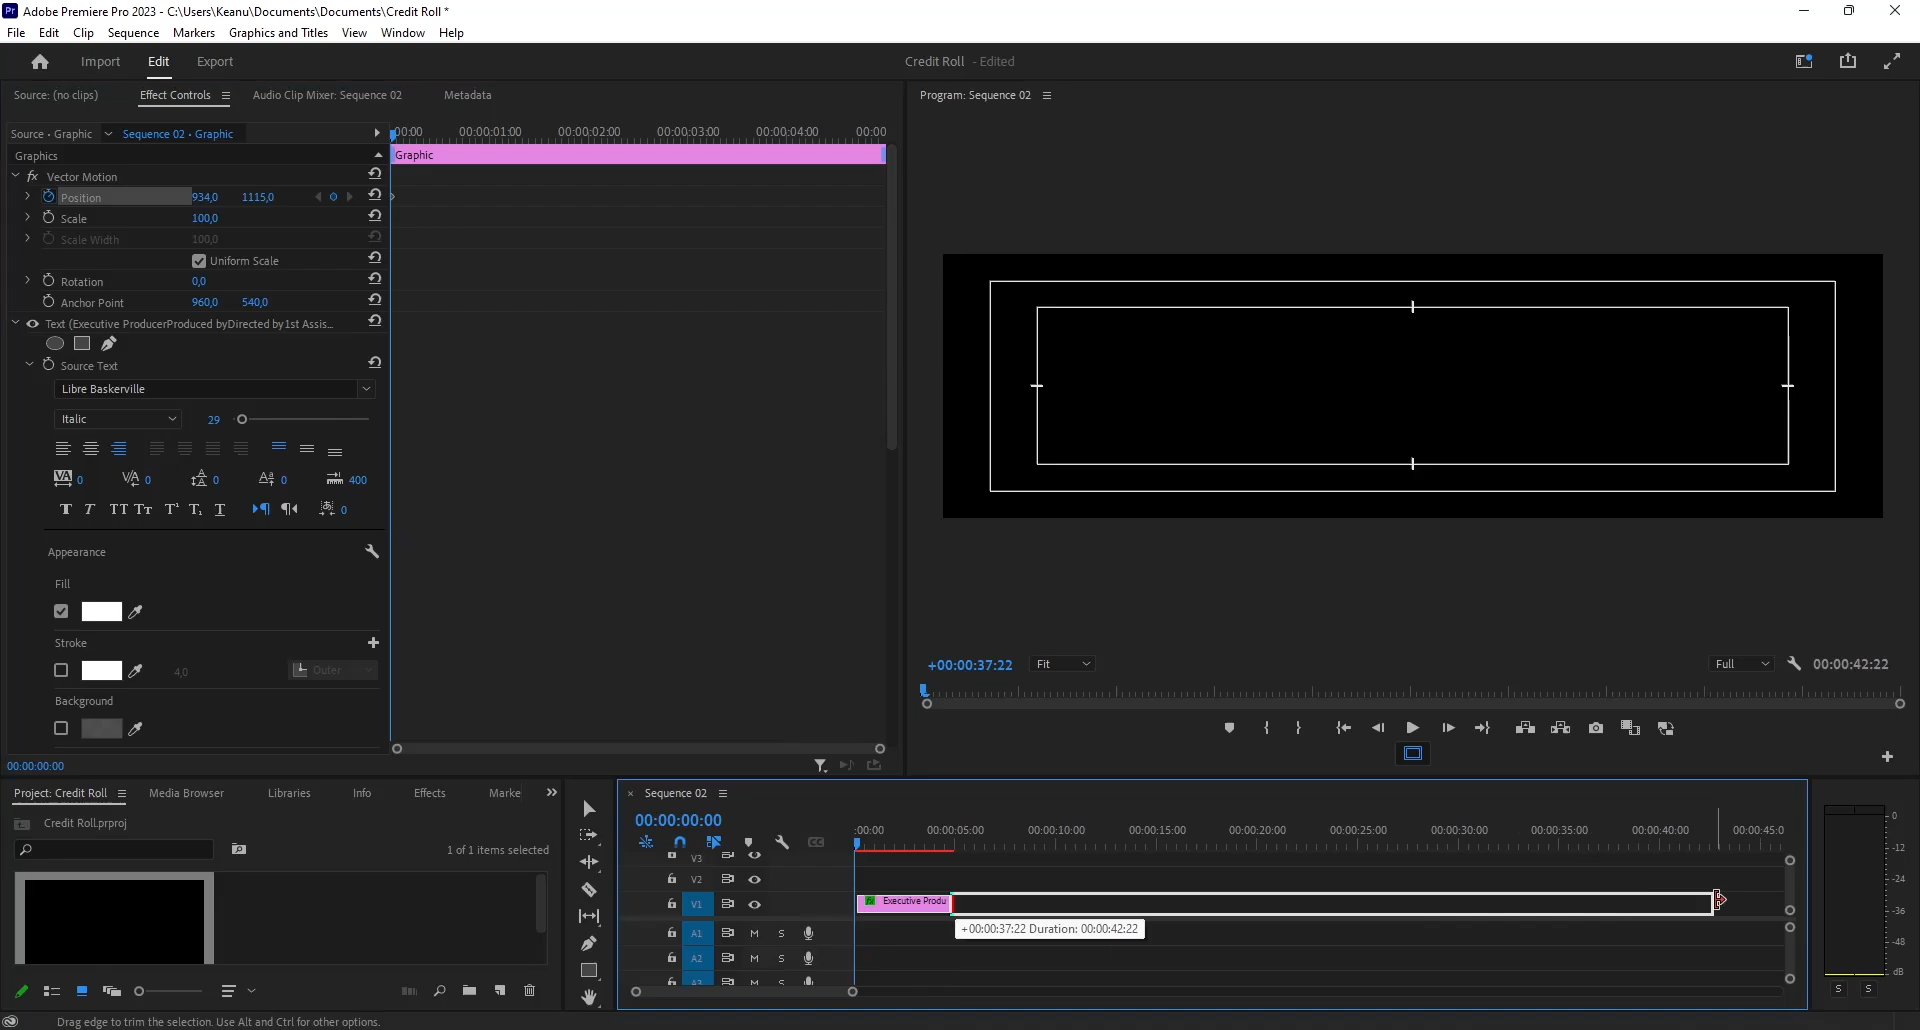 Adobe Premiere Pro 2023 - C:\Users\Keanu\Documents\Documents\Credit Roll *
File Edit Clip Sequence Markers Graphics and Titles View Window Help
Import Edit Export
Credit Roll - Edited
Source: (no clips) Effect Controls Audio Clip Mixer: Sequence 02 Metadata
Program: Sequence 02
Source • Graphic Sequence 02 • Graphic
:00:00 00:00:01:00 00:00:02:00 00:00:03:00 00:00:04:00 00:00
Graphics
Graphic
fx Vector Motion
Position 934,0 1115,0
Scale 100,0
Scale Width 100,0
Uniform Scale
Rotation 0,0
Anchor Point 960,0 540,0
Text (Executive ProducerProduced byDirected by1st Assis...
Source Text
Libre Baskerville
Italic 29
VA 0 V/A 0 A 0 Aa 0 400
T T TT Tt T¹ T₁ T 0
Appearance
Fill
Stroke
4,0 Outer
Background
00:00:00:00
+00:00:37:22 Fit Full 00:00:42:22
Project: Credit Roll Media Browser Libraries Info Effects Marke
Credit Roll.prproj
1 of 1 items selected
Sequence 02
00:00:00:00
:00:00 00:00:05:00 00:00:10:00 00:00:15:00 00:00:20:00 00:00:25:00 00:00:30:00 00:00:35:00 00:00:40:00 00:00:45:0
V3
V2
V1 fx Executive Produ
+00:00:37:22 Duration: 00:00:42:22
A1 M S
A2 M S
A3 M S
0
-12
-24
-36
-48
dB
S S
Drag edge to trim the selection. Use Alt and Ctrl for other options.